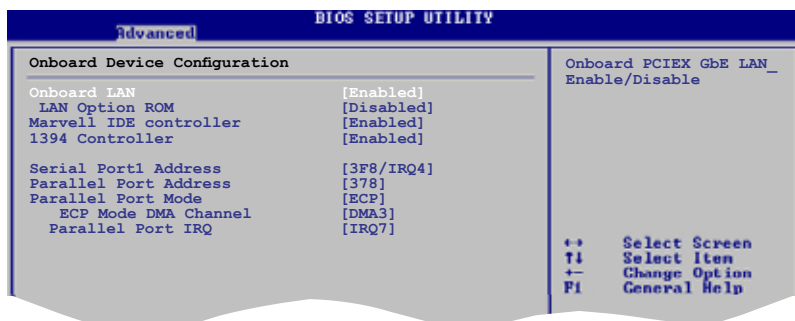 BIOS SETUP UTILITY
Advanced
Onboard Device Configuration
Onboard LAN [Enabled]
LAN Option ROM [Disabled]
Marvell IDE controller [Enabled]
1394 Controller [Enabled]
Serial Port1 Address [3F8/IRQ4]
Parallel Port Address [378]
Parallel Port Mode [ECP]
ECP Mode DMA Channel [DMA3]
Parallel Port IRQ [IRQ7]
Onboard PCIEX GbE LAN_
Enable/Disable
↔ Select Screen
↑↓ Select Item
+- Change Option
F1 General Help